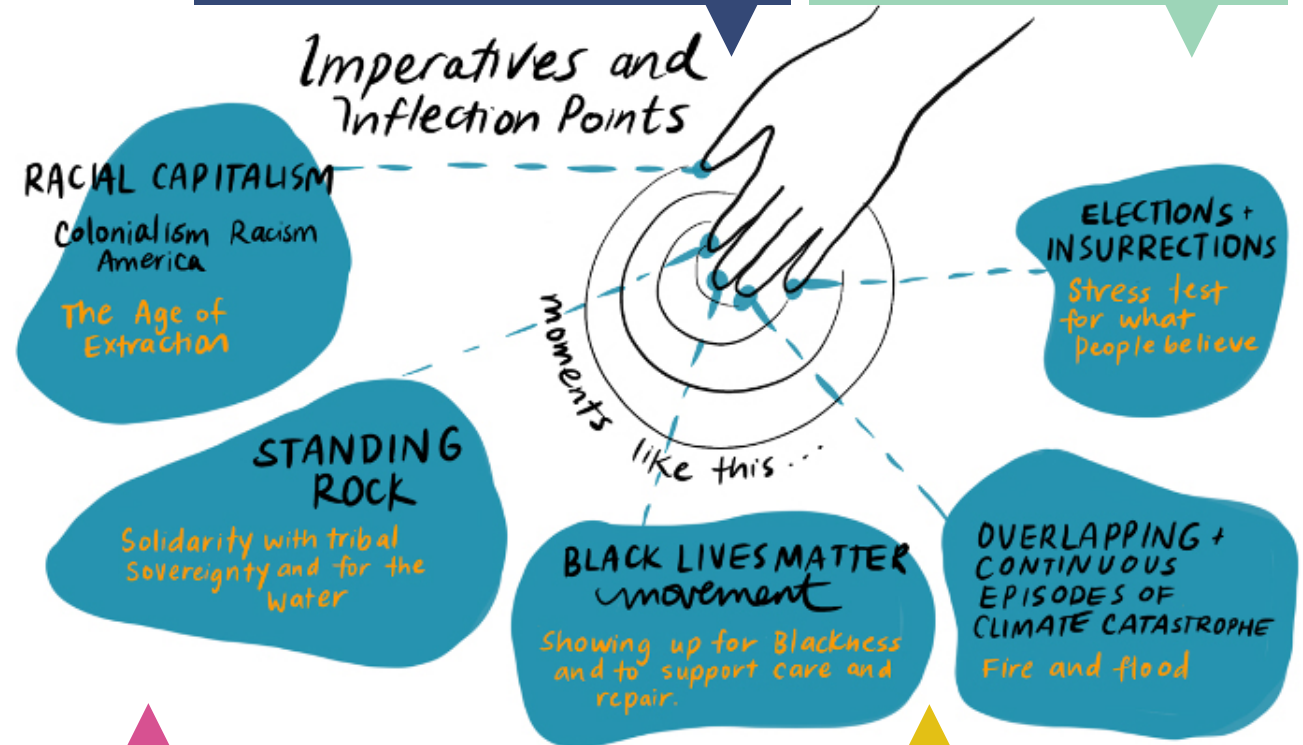 Imperatives and
Inflection Points
RACIAL CAPITALISM
Colonialism Racism
America
The Age of
Extraction
STANDING
ROCK
Solidarity with tribal
Sovereignty and for the
Water
moments like this...
BLACK LIVES MATTER
movement
Showing up for Blackness
and to support care and
repair.
ELECTIONS +
INSURRECTIONS
Stress test
for what
people believe
OVERLAPPING +
CONTINUOUS
EPISODES OF
CLIMATE CATASTROPHE
Fire and flood